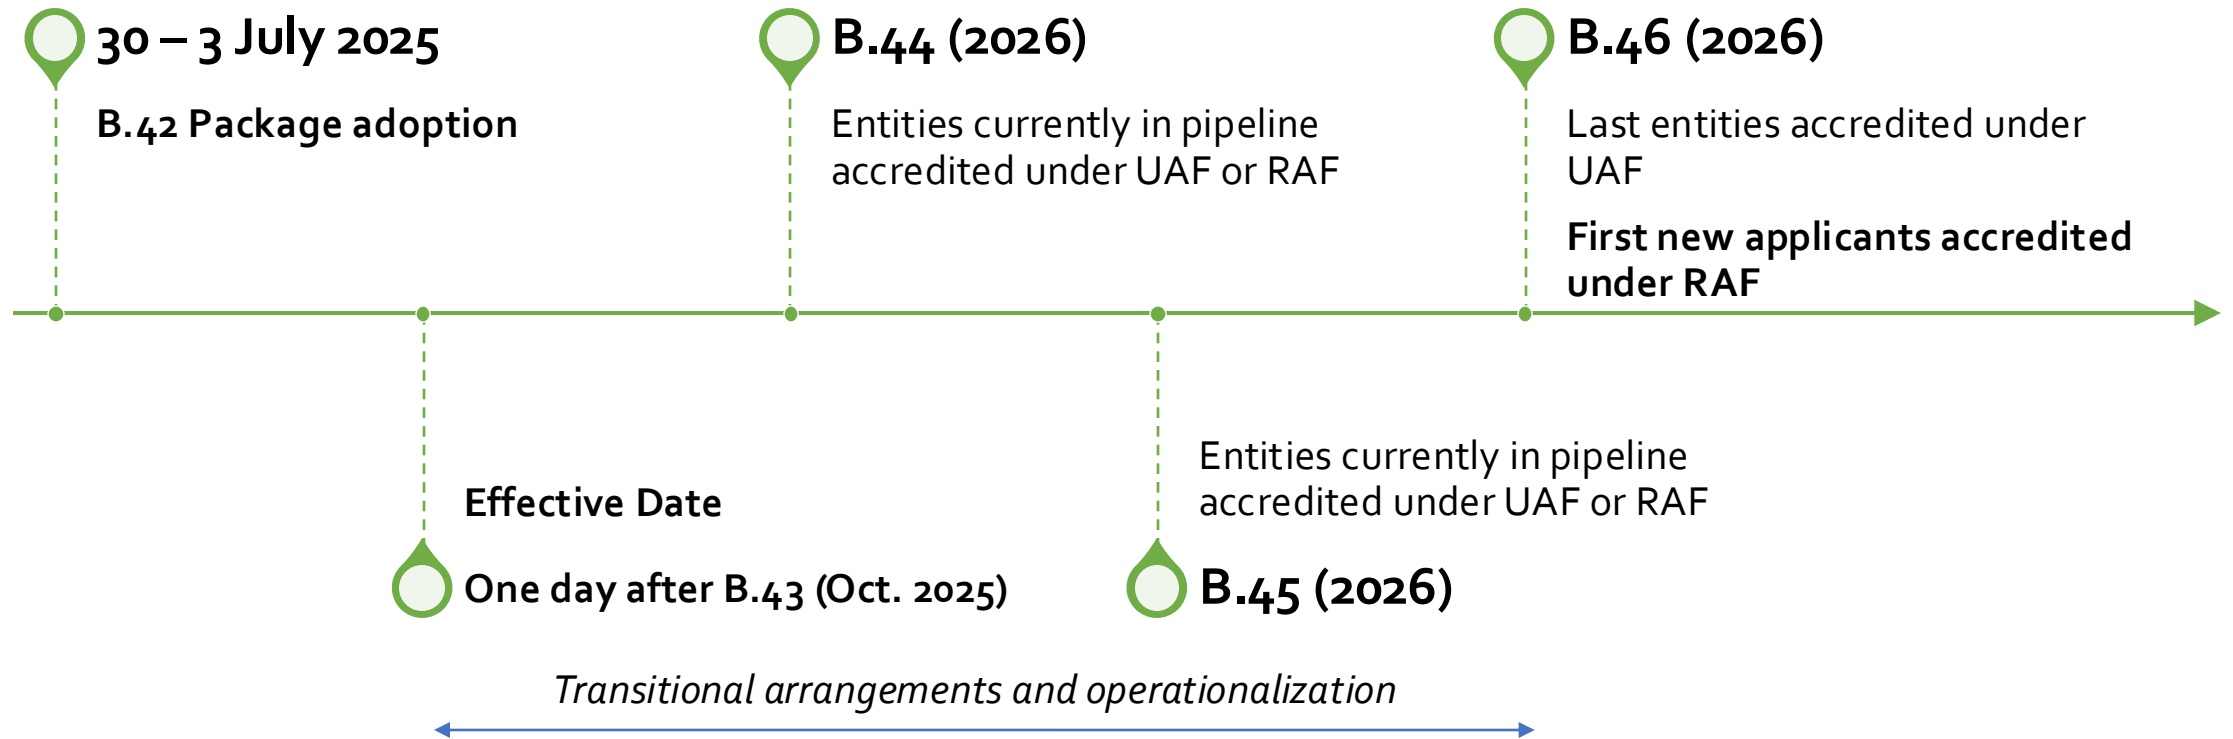 30 – 3 July 2025
B.42 Package adoption
Effective Date
One day after B.43 (Oct. 2025)
B.44 (2026)
Entities currently in pipeline
accredited under UAF or RAF
Entities currently in pipeline
accredited under UAF or RAF
B.45 (2026)
B.46 (2026)
Last entities accredited under
UAF
First new applicants accredited
under RAF
Transitional arrangements and operationalization